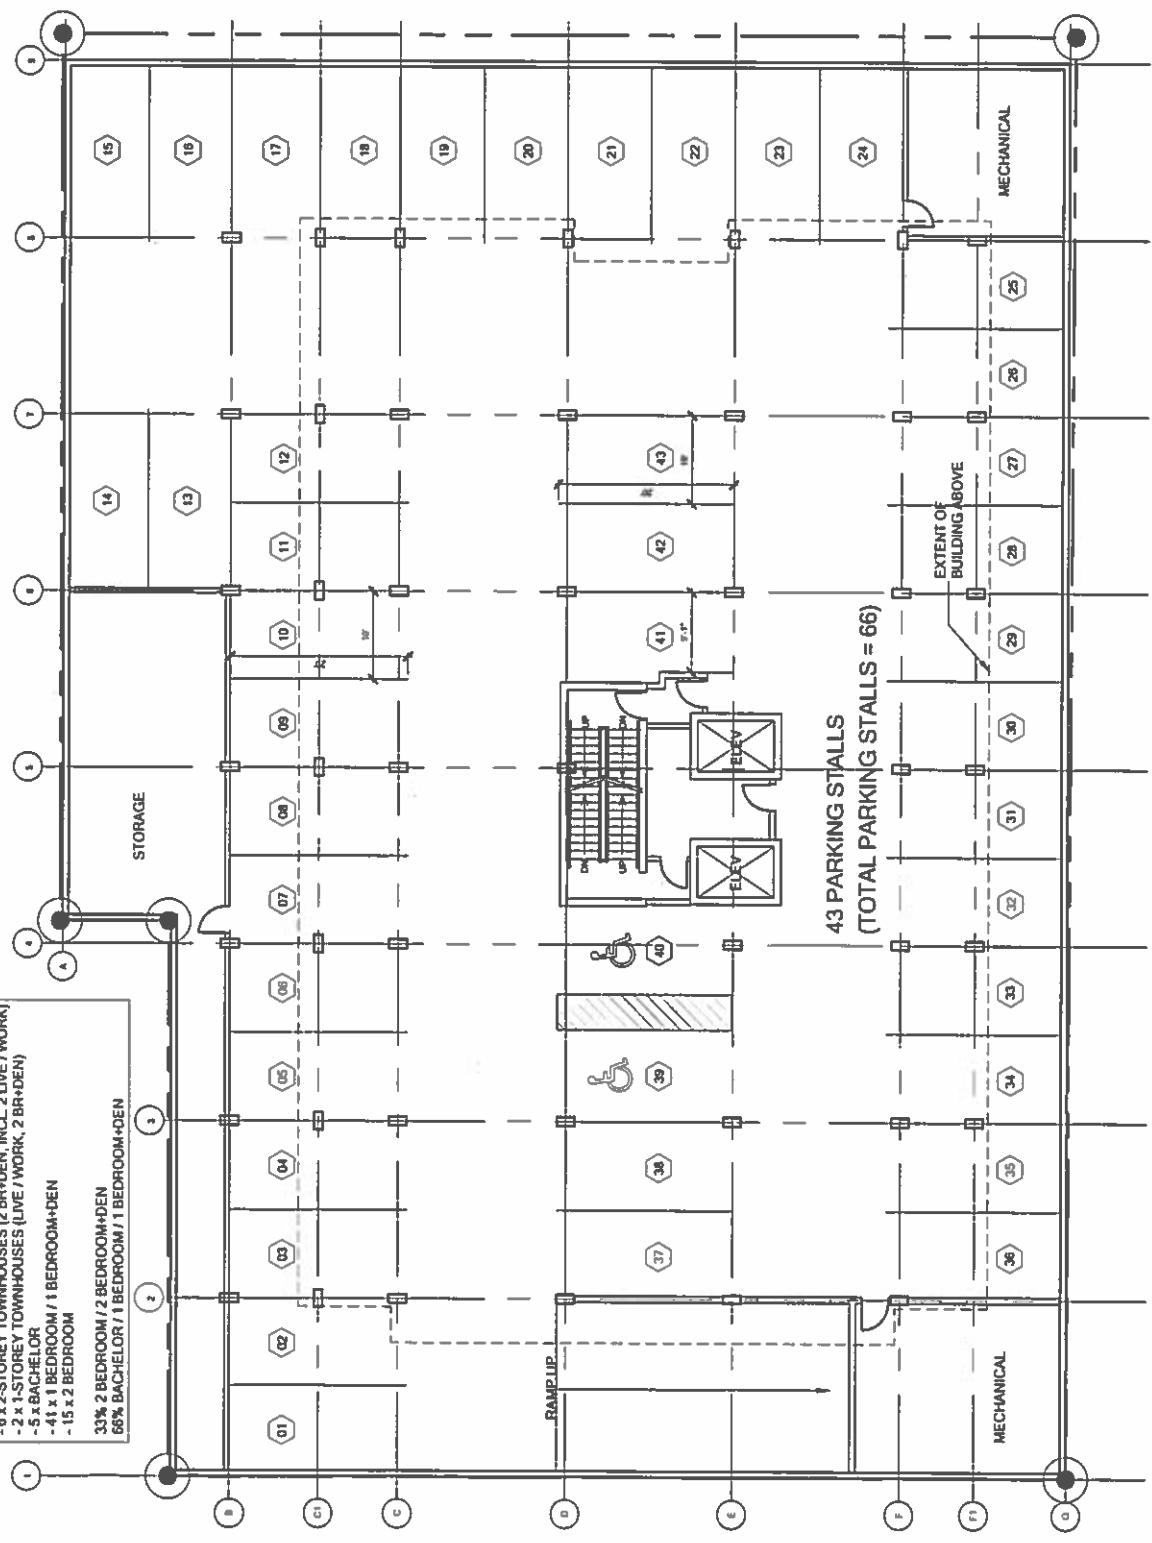 - 2 x 1-STOREY TOWNHOUSES (LIVE / WORK, 2 BR+DEN)
- 5 x BACHELOR
- 41 x 1 BEDROOM / 1 BEDROOM+DEN
- 15 x 2 BEDROOM
33% 2 BEDROOM / 2 BEDROOM+DEN
66% BACHELOR / 1 BEDROOM / 1 BEDROOM+DEN
1
2
3
4
5
6
7
8
A
B
C1
C
D
E
F
F1
G
STORAGE
01
02
03
04
05
06
07
08
09
10
11
12
13
14
15
16
17
18
19
20
21
22
23
24
25
26
27
28
29
30
31
32
33
34
35
36
37
38
39
40
41
42
43
UP
DN
DN
UP
ELEV
ELEV
RAMP UP
MECHANICAL
MECHANICAL
EXTENT OF
BUILDING ABOVE
43 PARKING STALLS
(TOTAL PARKING STALLS = 66)